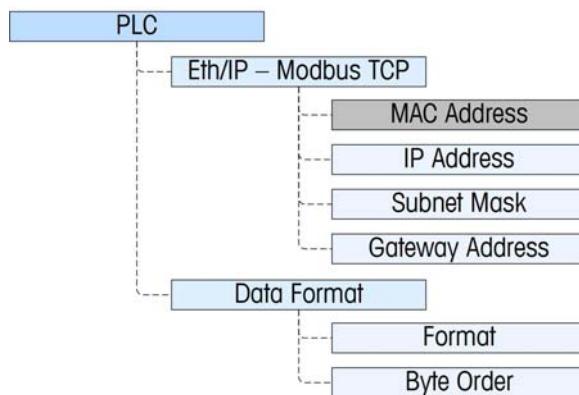 PLC
Eth/IP – Modbus TCP
MAC Address
IP Address
Subnet Mask
Gateway Address
Data Format
Format
Byte Order